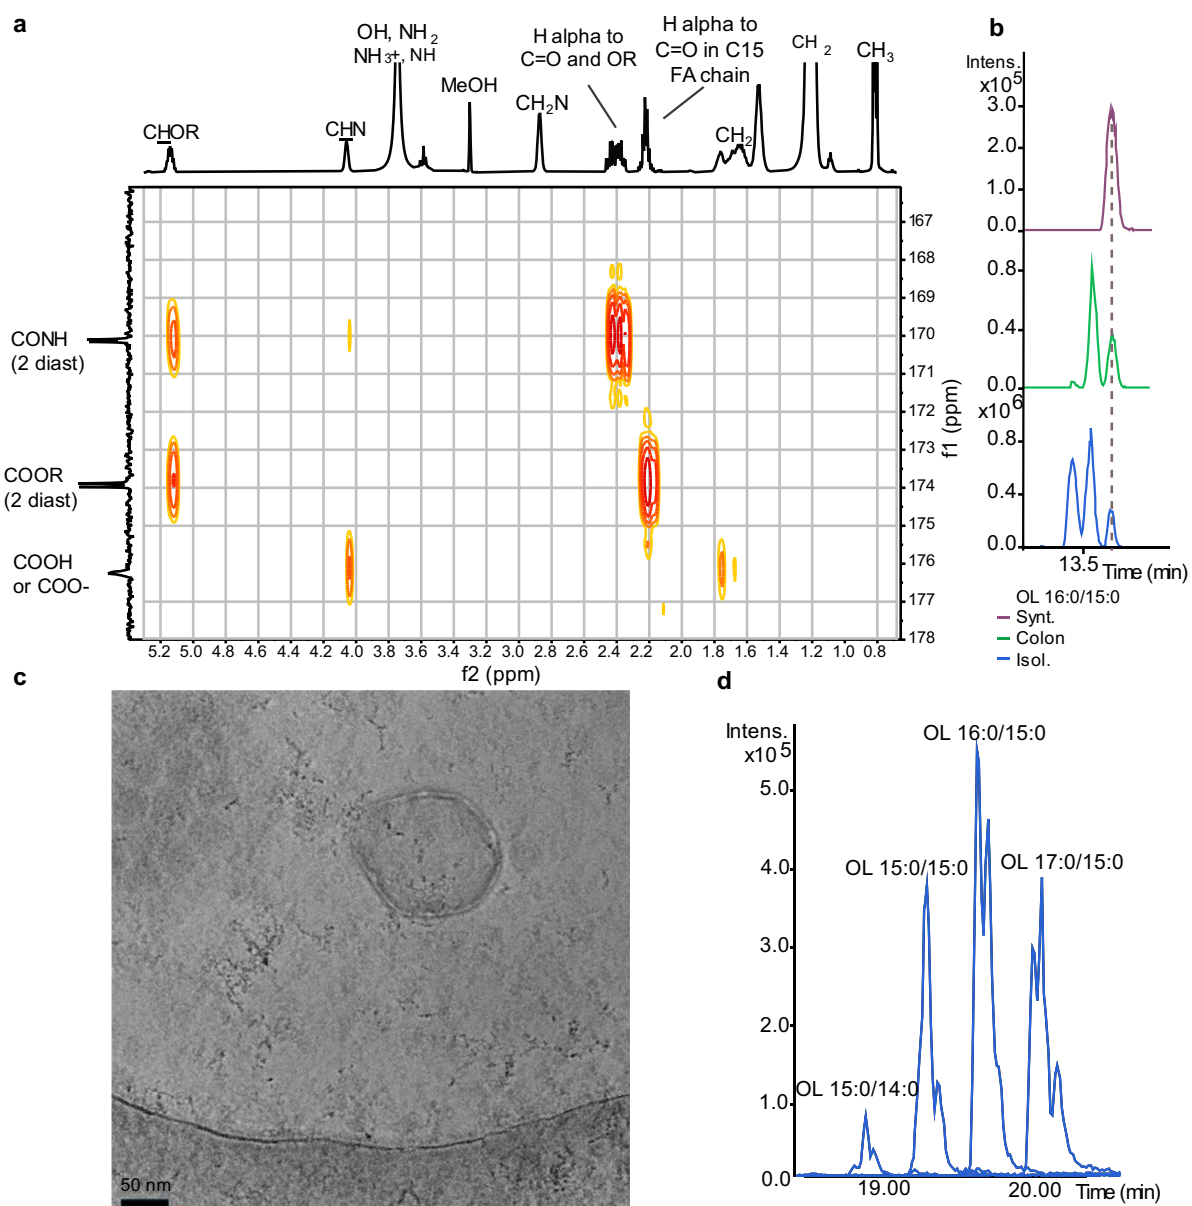 a
OH, NH2
NH3+, NH
H alpha to
C=O and OR
H alpha to
C=O in C15
FA chain
CH 2
CH3
MeOH
CH2N
CHOR
CHN
CH2
167
168
169
170
171
172
173
174
175
176
177
178
f1 (ppm)
CONH
(2 diast)
COOR
(2 diast)
COOH
or COO-
5.2 5.0 4.8 4.6 4.4 4.2 4.0 3.8 3.6 3.4 3.2 3.0 2.8 2.6 2.4 2.2 2.0 1.8 1.6 1.4 1.2 1.0 0.8
f2 (ppm)
b
Intens.
x10 5
3.0
2.0
1.0
0.0
0.8
0.4
0.0
x10 6
0.8
0.4
0.0
13.5
Time (min)
OL 16:0/15:0
Synt.
Colon
Isol.
c
50 nm
d
Intens.
x10 5
5.0
4.0
3.0
2.0
1.0
0.0
OL 16:0/15:0
OL 15:0/15:0
OL 17:0/15:0
OL 15:0/14:0
19.00 20.00 Time (min)